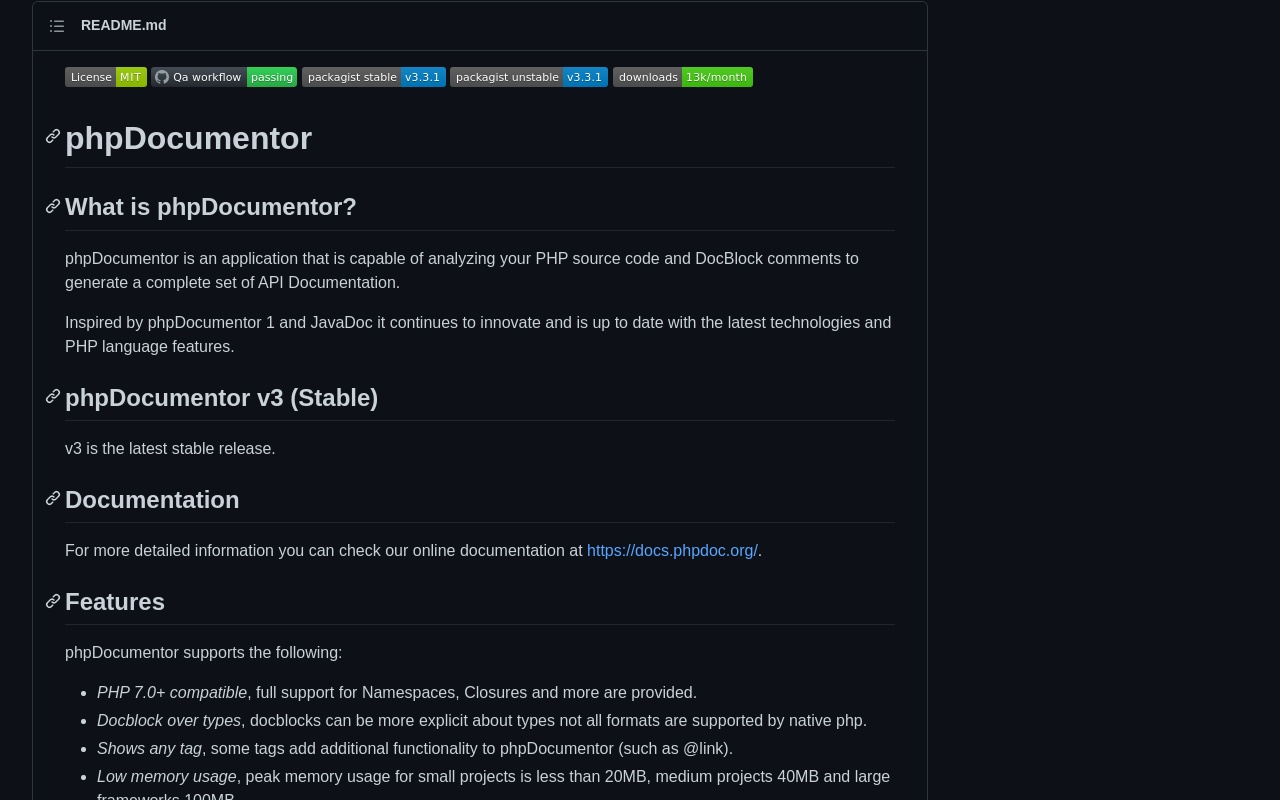 README.md
License MIT Qa workflow passing packagist stable v3.3.1 packagist unstable v3.3.1 downloads 13k/month
phpDocumentor
What is phpDocumentor?
phpDocumentor is an application that is capable of analyzing your PHP source code and DocBlock comments to
generate a complete set of API Documentation.
Inspired by phpDocumentor 1 and JavaDoc it continues to innovate and is up to date with the latest technologies and
PHP language features.
phpDocumentor v3 (Stable)
v3 is the latest stable release.
Documentation
For more detailed information you can check our online documentation at https://docs.phpdoc.org/.
Features
phpDocumentor supports the following:
• PHP 7.0+ compatible, full support for Namespaces, Closures and more are provided.
• Docblock over types, docblocks can be more explicit about types not all formats are supported by native php.
• Shows any tag, some tags add additional functionality to phpDocumentor (such as @link).
• Low memory usage, peak memory usage for small projects is less than 20MB, medium projects 40MB and large
frameworks 100MB